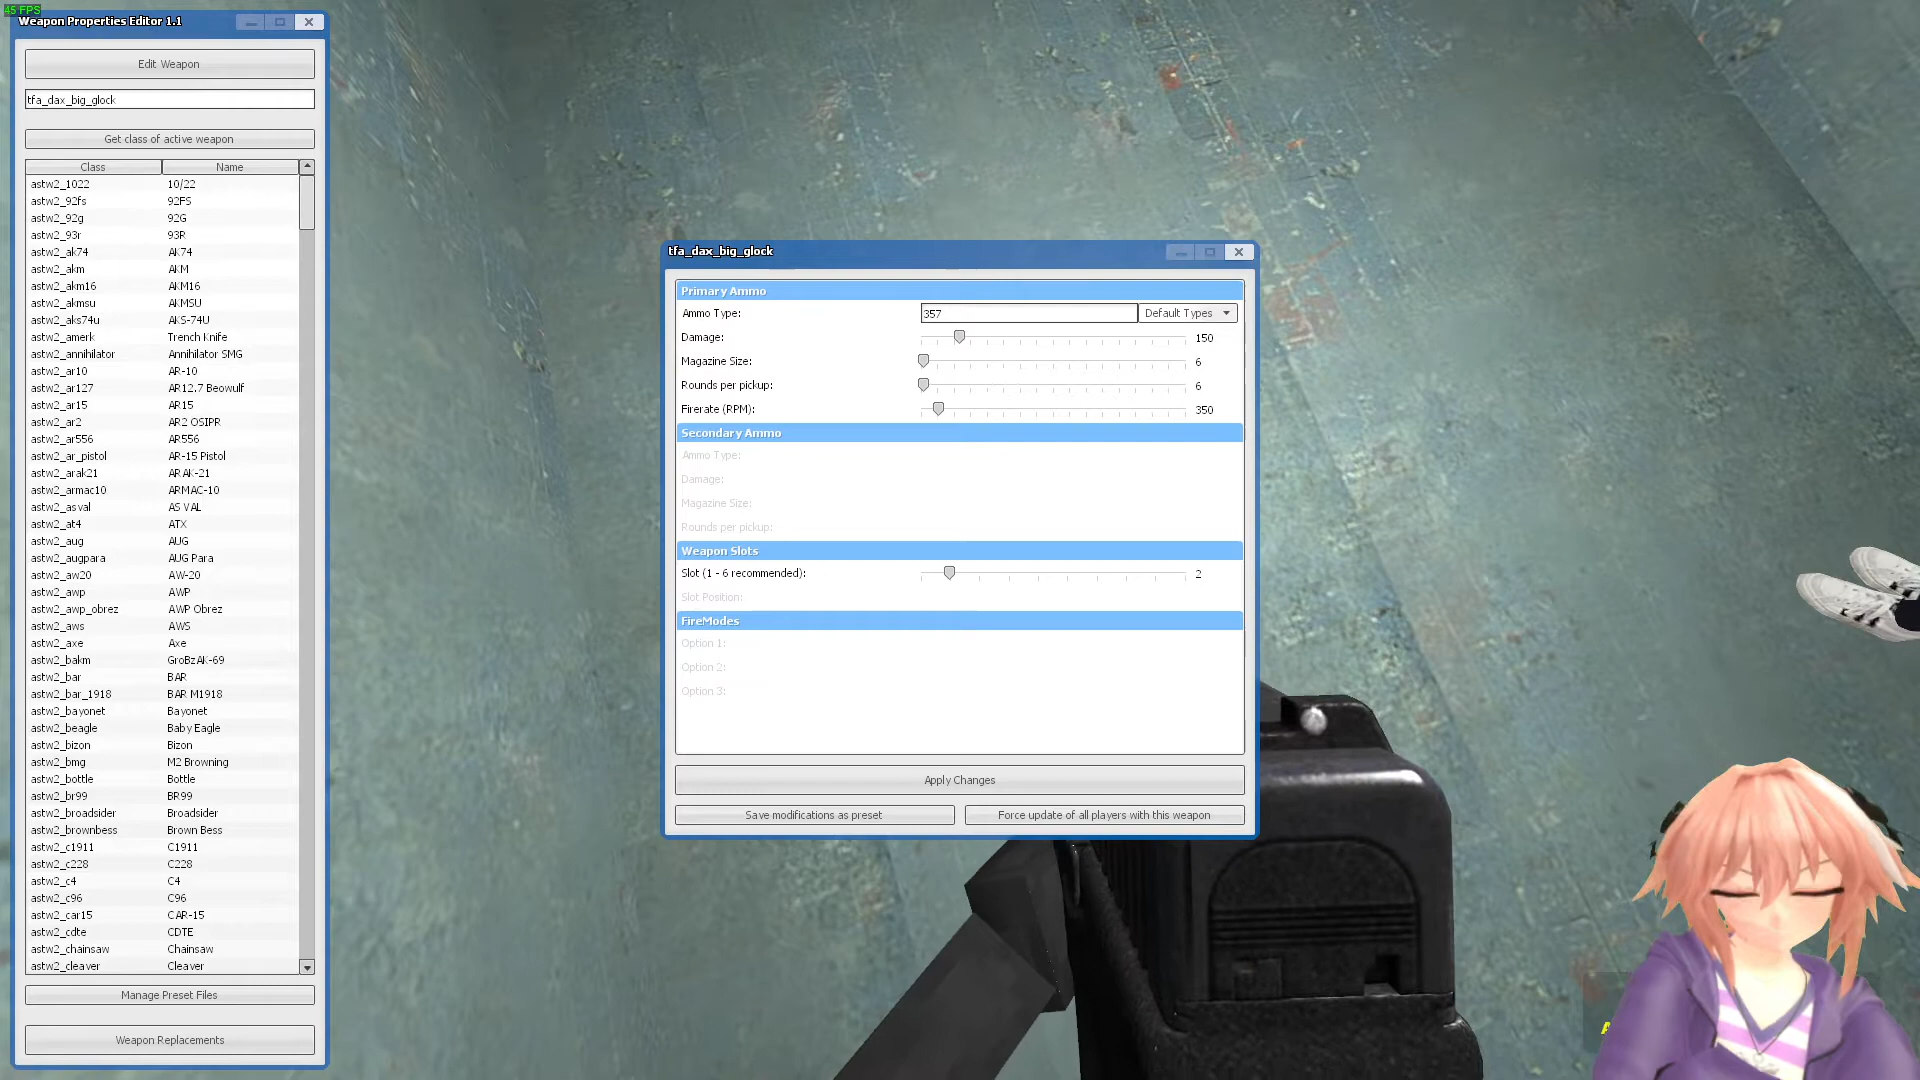 45 FPS
Weapon Properties Editor 1.1
Edit Weapon
tfa_dax_big_glock
Get class of active weapon
Class Name
astw2_1022 10/22
astw2_92fs 92FS
astw2_92g 92G
astw2_93r 93R
astw2_ak74 AK74
astw2_akm AKM
astw2_akm16 AKM16
astw2_akmsu AKMSU
astw2_aks74u AKS-74U
astw2_amerk Trench Knife
astw2_annihilator Annihilator SMG
astw2_ar10 AR-10
astw2_ar127 AR12.7 Beowulf
astw2_ar15 AR15
astw2_ar2 AR2 OSIPR
astw2_ar556 AR556
astw2_ar_pistol AR-15 Pistol
astw2_arak21 ARAK-21
astw2_armac10 ARMAC-10
astw2_asval AS VAL
astw2_at4 ATX
astw2_aug AUG
astw2_augpara AUG Para
astw2_aw20 AW-20
astw2_awp AWP
astw2_awp_obrez AWP Obrez
astw2_aws AWS
astw2_axe Axe
astw2_bakm GroBzAK-69
astw2_bar BAR
astw2_bar_1918 BAR M1918
astw2_bayonet Bayonet
astw2_beagle Baby Eagle
astw2_bizon Bizon
astw2_bmg M2 Browning
astw2_bottle Bottle
astw2_br99 BR99
astw2_broadsider Broadsider
astw2_brownbess Brown Bess
astw2_c1911 C1911
astw2_c228 C228
astw2_c4 C4
astw2_c96 C96
astw2_car15 CAR-15
astw2_cdte CDTE
astw2_chainsaw Chainsaw
astw2_cleaver Cleaver
Manage Preset Files
Weapon Replacements
tfa_dax_big_glock
Primary Ammo
Ammo Type: 357 Default Types
Damage: 150
Magazine Size: 6
Rounds per pickup: 6
Firerate (RPM): 350
Secondary Ammo
Ammo Type:
Damage:
Magazine Size:
Rounds per pickup:
Weapon Slots
Slot (1 - 6 recommended): 2
Slot Position:
FireModes
Option 1:
Option 2:
Option 3:
Apply Changes
Save modifications as preset Force update of all players with this weapon